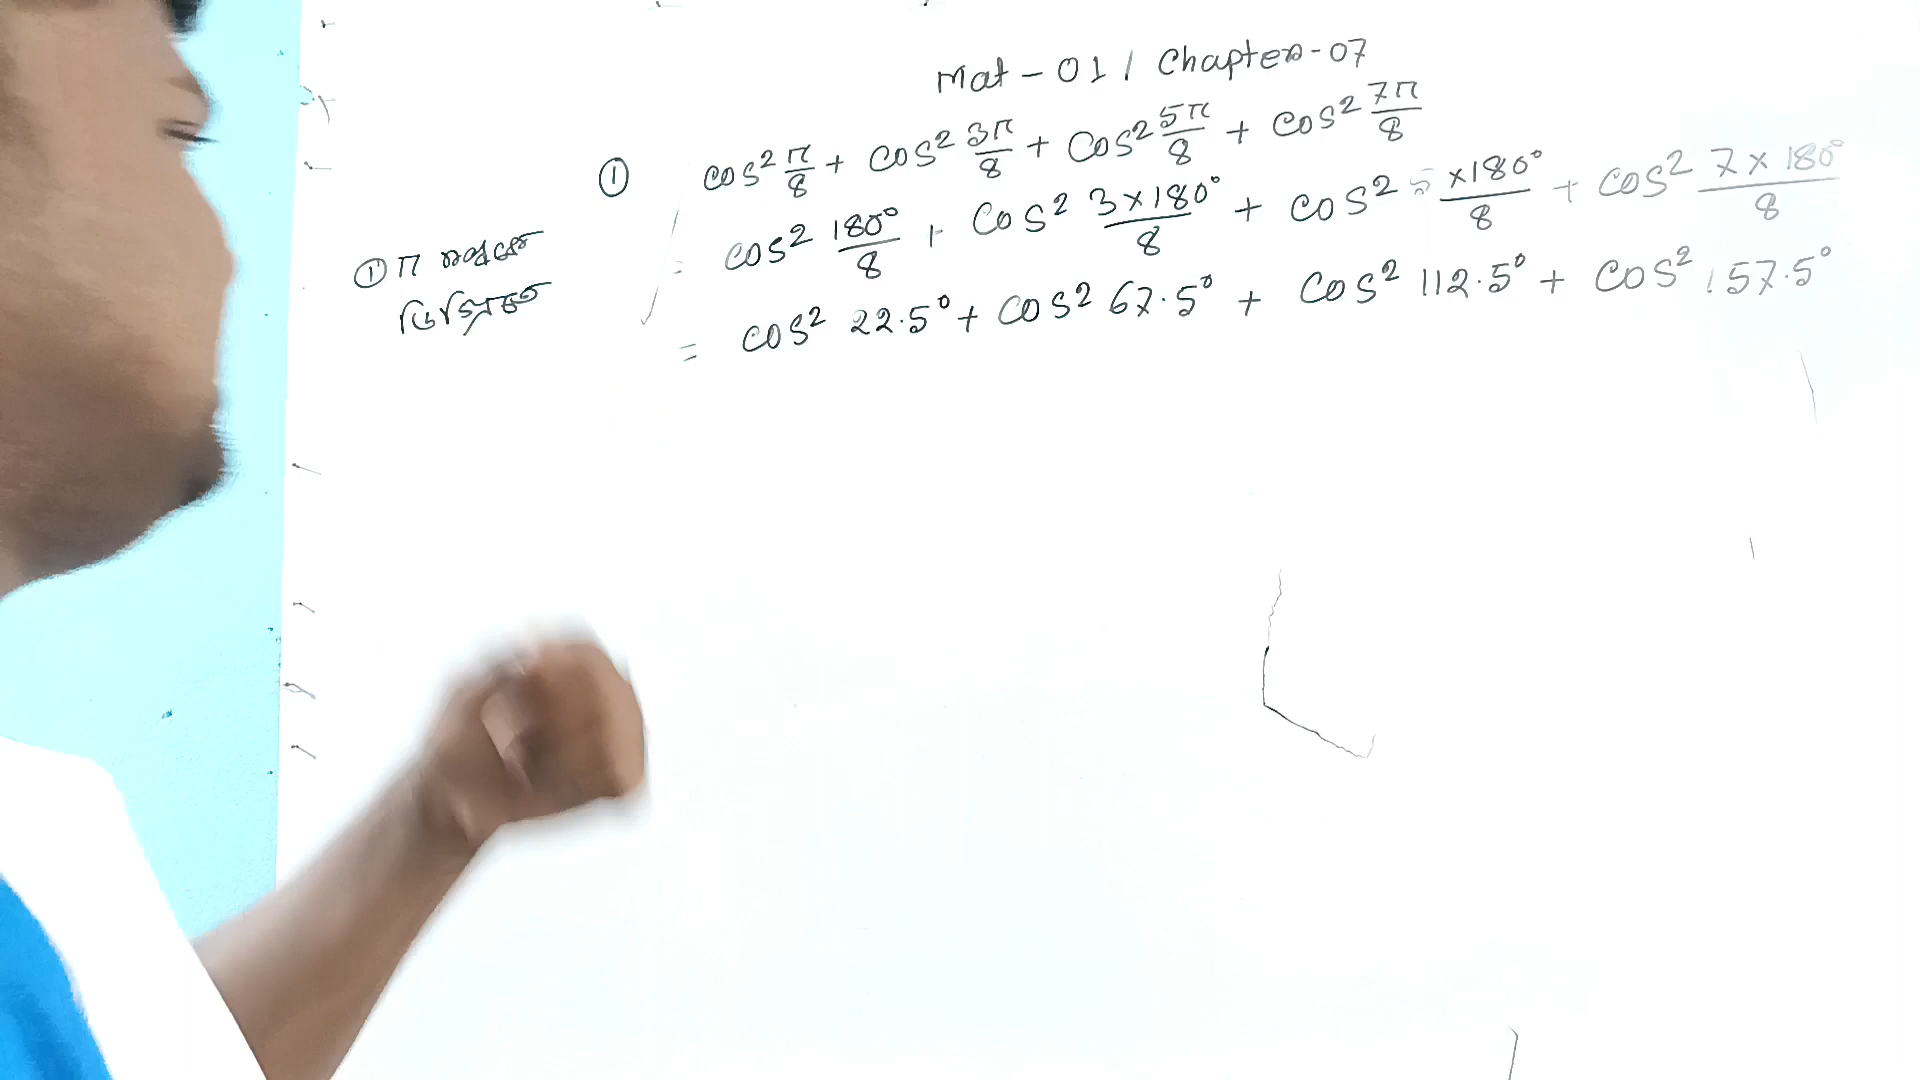 Mat - 01 / Chapter - 07
① cos² π/8 + cos² 3π/8 + cos² 5π/8 + cos² 7π/8
= cos² 180°/8 + cos² 3×180°/8 + cos² 5×180°/8 + cos² 7×180°/8
① π
= cos² 22.5° + cos² 67.5° + cos² 112.5° + cos² 157.5°